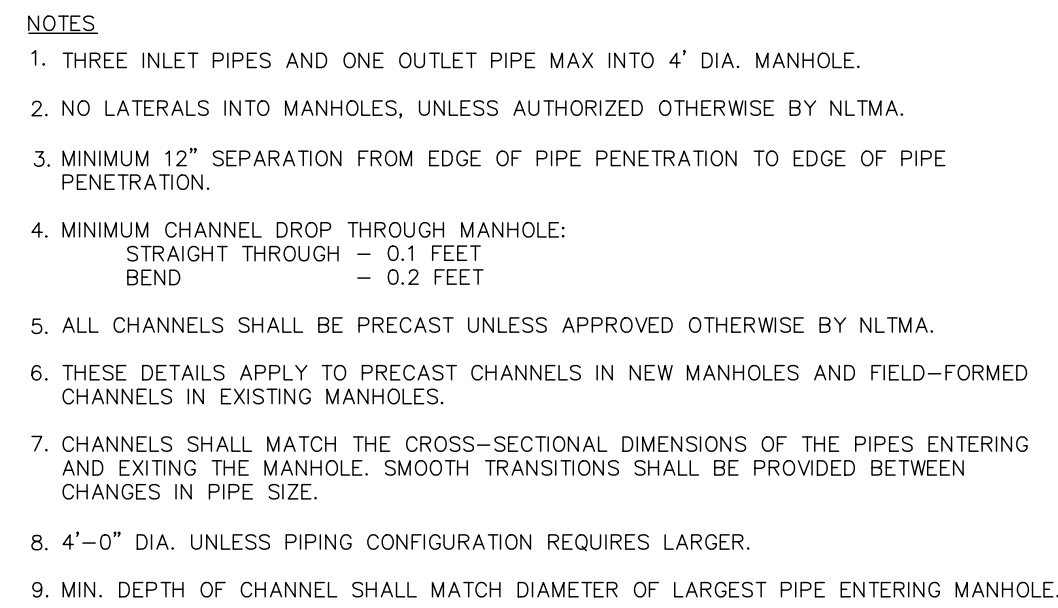 NOTES
1. THREE INLET PIPES AND ONE OUTLET PIPE MAX INTO 4' DIA. MANHOLE.
2. NO LATERALS INTO MANHOLES, UNLESS AUTHORIZED OTHERWISE BY NLTMA.
3. MINIMUM 12” SEPARATION FROM EDGE OF PIPE PENETRATION TO EDGE OF PIPE
PENETRATION.
4. MINIMUM CHANNEL DROP THROUGH MANHOLE:
STRAIGHT THROUGH – 0.1 FEET
BEND – 0.2 FEET
5. ALL CHANNELS SHALL BE PRECAST UNLESS APPROVED OTHERWISE BY NLTMA.
6. THESE DETAILS APPLY TO PRECAST CHANNELS IN NEW MANHOLES AND FIELD–FORMED
CHANNELS IN EXISTING MANHOLES.
7. CHANNELS SHALL MATCH THE CROSS–SECTIONAL DIMENSIONS OF THE PIPES ENTERING
AND EXITING THE MANHOLE. SMOOTH TRANSITIONS SHALL BE PROVIDED BETWEEN
CHANGES IN PIPE SIZE.
8. 4'–0” DIA. UNLESS PIPING CONFIGURATION REQUIRES LARGER.
9. MIN. DEPTH OF CHANNEL SHALL MATCH DIAMETER OF LARGEST PIPE ENTERING MANHOLE.